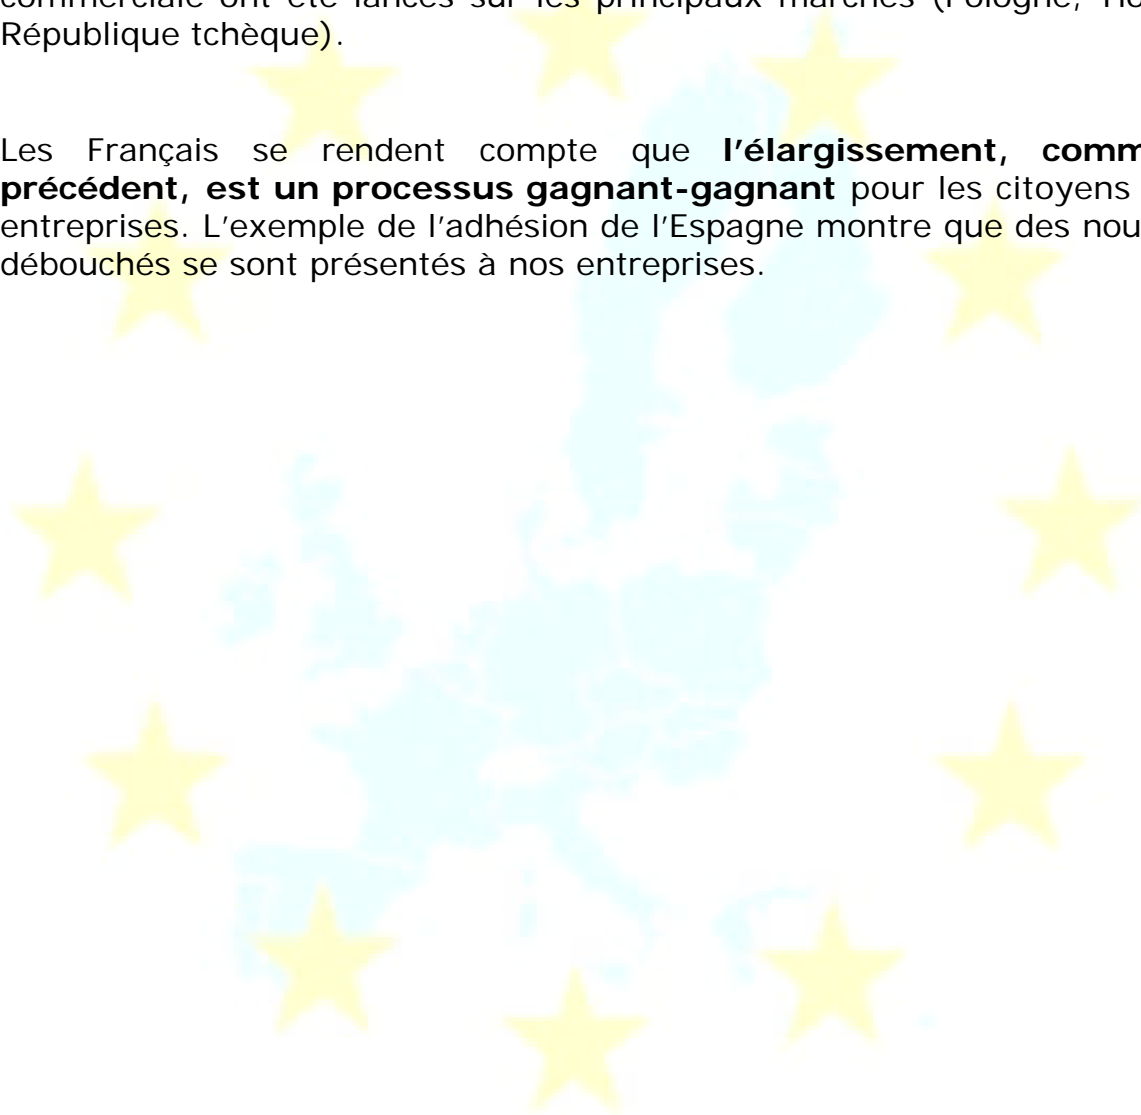 commerciale ont été lancés sur les principaux marchés (Pologne,
République tchèque).
Les Français se rendent compte que l’élargissement,
précédent, est un processus gagnant-gagnant pour les citoyens
entreprises. L’exemple de l’adhésion de l’Espagne montre que des
débouchés se sont présentés à nos entreprises.